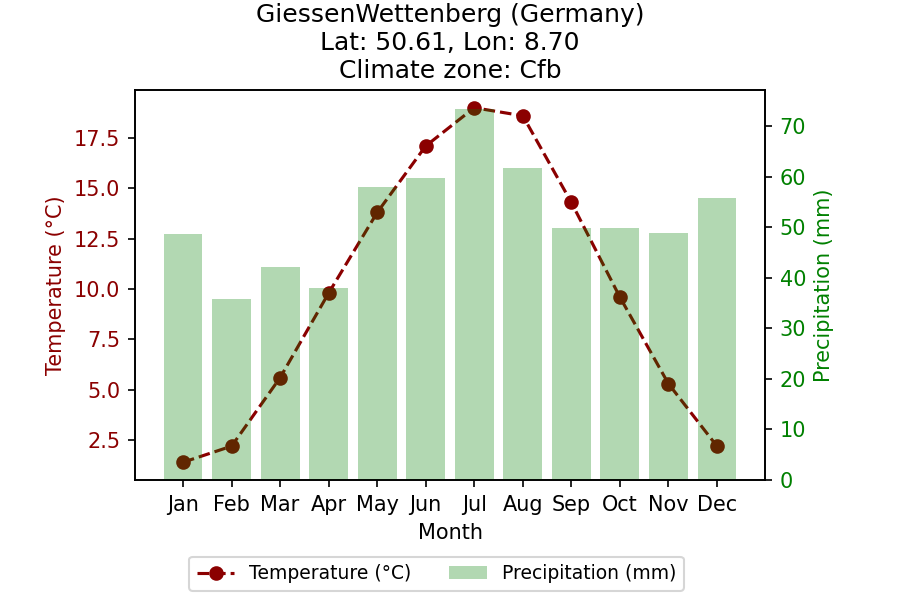 GiessenWettenberg (Germany)
Lat: 50.61, Lon: 8.70
Climate zone: Cfb
Temperature (°C)
17.5
15.0
12.5
10.0
7.5
5.0
2.5
70
60
50
40
30
20
10
0
Precipitation (mm)
Jan Feb Mar Apr May Jun Jul Aug Sep Oct Nov Dec
Month
Temperature (°C) Precipitation (mm)